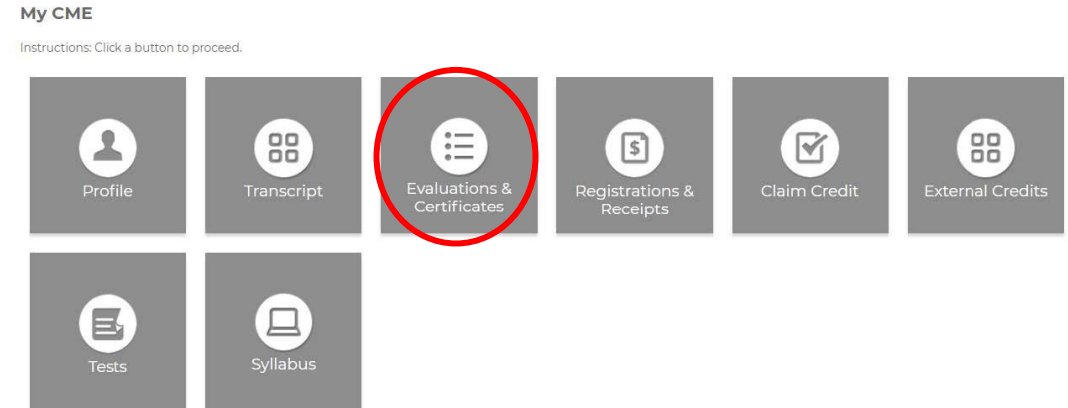 My CME
Instructions: Click a button to proceed.
Profile
Transcript
Evaluations &
Certificates
$
Registrations &
Receipts
Claim Credit
External Credits
Tests
Syllabus